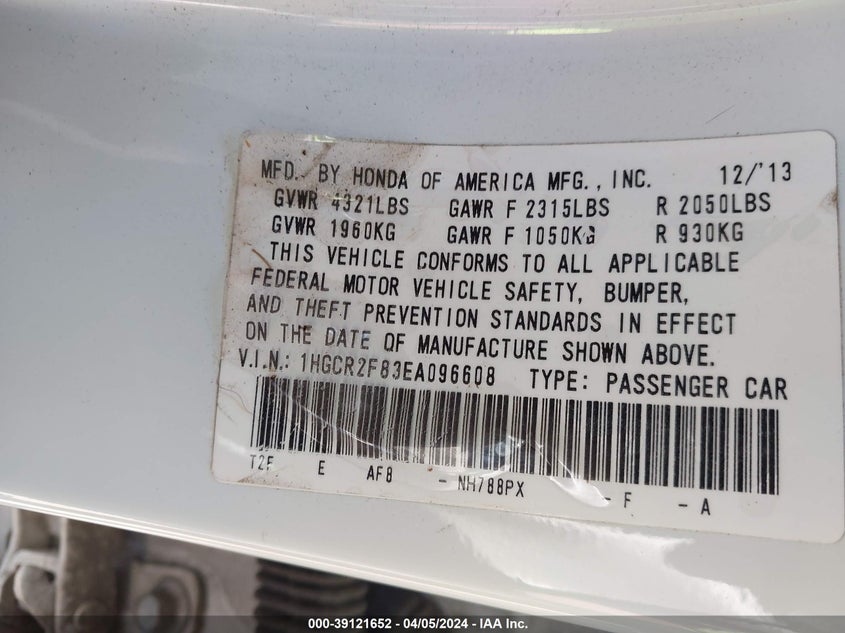 MFD. BY HONDA OF AMERICA MFG., INC. 12/'13
GVWR 4321LBS GAWR F 2315LBS R 2050LBS
GVWR 1960KG GAWR F 1050KG R 930KG
THIS VEHICLE CONFORMS TO ALL APPLICABLE
FEDERAL MOTOR VEHICLE SAFETY, BUMPER,
AND THEFT PREVENTION STANDARDS IN EFFECT
ON THE DATE OF MANUFACTURE SHOWN ABOVE.
V.I.N.: 1HGCR2F83EA096608 TYPE: PASSENGER CAR
T2F E AF8 - NH788PX - F - A
000-39121652 - 04/05/2024 - IAA Inc.